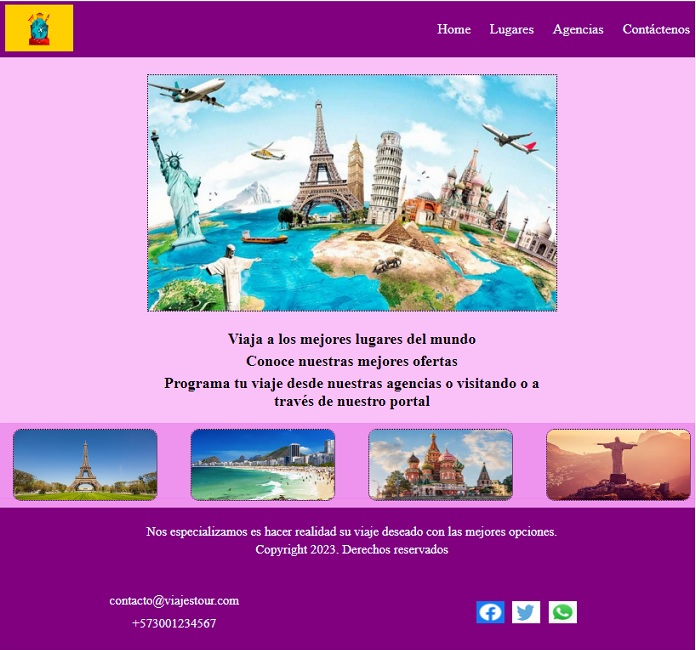 Home Lugares Agencias Contáctenos
Viaja a los mejores lugares del mundo
Conoce nuestras mejores ofertas
Programa tu viaje desde nuestras agencias o visitando o a
través de nuestro portal
Nos especializamos es hacer realidad su viaje deseado con las mejores opciones.
Copyright 2023. Derechos reservados
contacto@viajestour.com
+573001234567